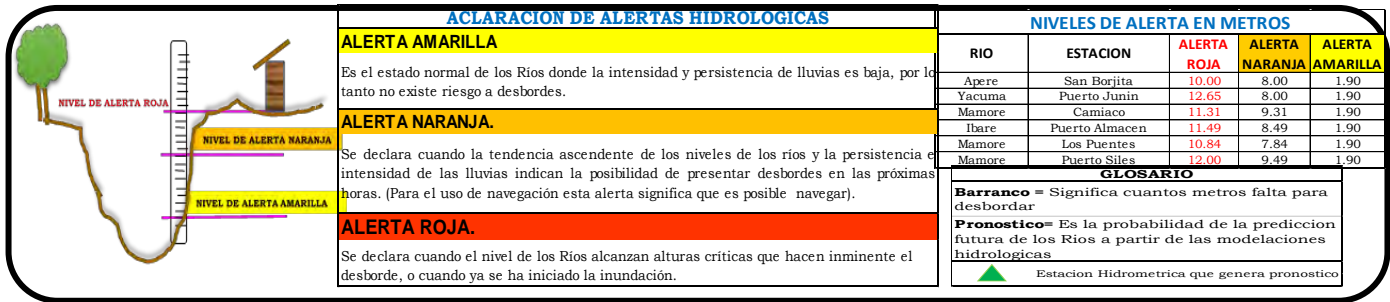 NIVEL DE ALERTA ROJA
NIVEL DE ALERTA NARANJA
NIVEL DE ALERTA AMARILLA
ACLARACION DE ALERTAS HIDROLOGICAS
ALERTA AMARILLA
Es el estado normal de los Ríos donde la intensidad y persistencia de lluvias es baja, por lo
tanto no existe riesgo a desbordes.
ALERTA NARANJA.
Se declara cuando la tendencia ascendente de los niveles de los ríos y la persistencia e
intensidad de las lluvias indican la posibilidad de presentar desbordes en las próximas
horas. (Para el uso de navegación esta alerta significa que es posible navegar).
ALERTA ROJA.
Se declara cuando el nivel de los Ríos alcanzan alturas críticas que hacen inminente el
desborde, o cuando ya se ha iniciado la inundación.
NIVELES DE ALERTA EN METROS
RIO ESTACION ALERTA ROJA ALERTA NARANJA ALERTA AMARILLA
Apere San Borjita 10.00 8.00 1.90
Yacuma Puerto Junin 12.65 8.00 1.90
Mamore Camiaco 11.31 9.31 1.90
Ibare Puerto Almacen 11.49 8.49 1.90
Mamore Los Puentes 10.84 7.84 1.90
Mamore Puerto Siles 12.00 9.49 1.90
GLOSARIO
Barranco = Significa cuantos metros falta para
desbordar
Pronostico= Es la probabilidad de la prediccion
futura de los Rios a partir de las modelaciones
hidrologicas
Estacion Hidrometrica que genera pronostico